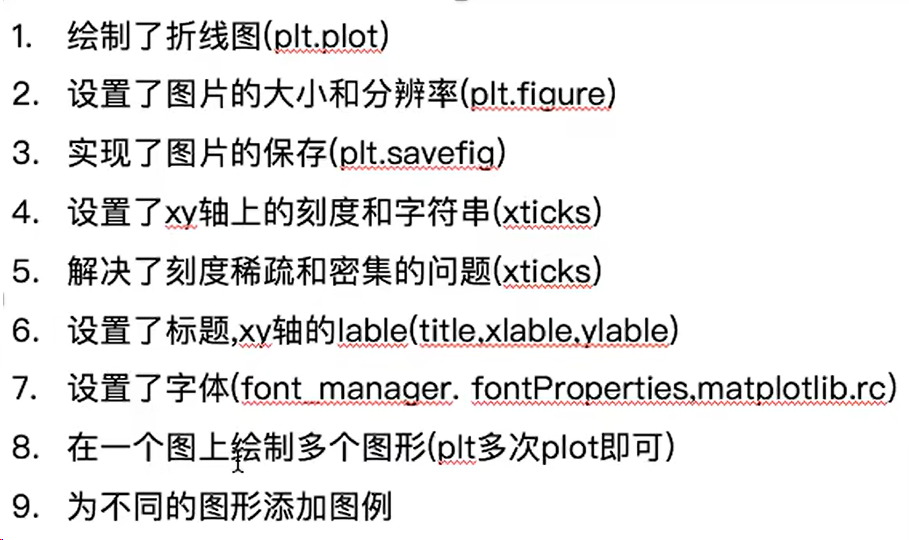 1. 绘制了折线图(plt.plot)
2. 设置了图片的大小和分辨率(plt.figure)
3. 实现了图片的保存(plt.savefig)
4. 设置了xy轴上的刻度和字符串(xticks)
5. 解决了刻度稀疏和密集的问题(xticks)
6. 设置了标题,xy轴的lable(title,xlable,ylable)
7. 设置了字体(font_manager. fontProperties,matplotlib.rc)
8. 在一个图上绘制多个图形(plt多次plot即可)
9. 为不同的图形添加图例